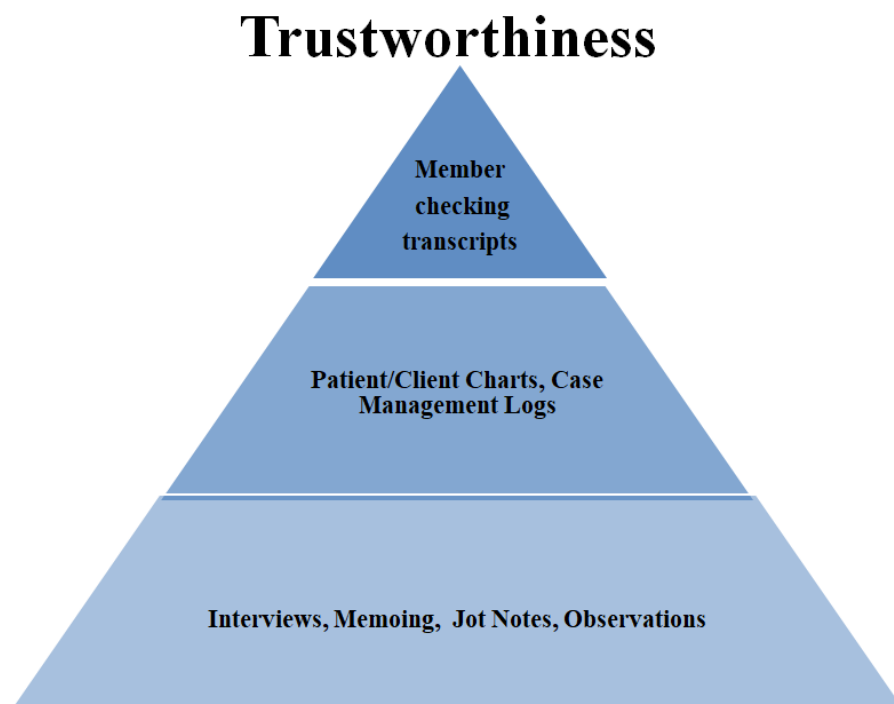 Trustworthiness
Member
checking
transcripts
Patient/Client Charts, Case
Management Logs
Interviews, Memoing, Jot Notes, Observations